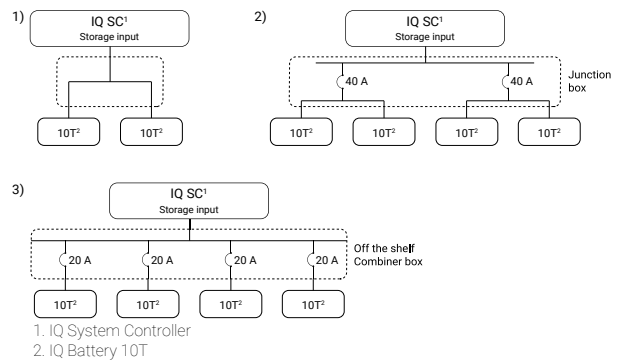 1)
IQ SC¹
Storage input
10T²
10T²
2)
IQ SC¹
Storage input
40 A
40 A
Junction
box
10T²
10T²
10T²
10T²
3)
IQ SC¹
Storage input
20 A
20 A
20 A
20 A
Off the shelf
Combiner box
10T²
10T²
10T²
10T²
1. IQ System Controller
2. IQ Battery 10T